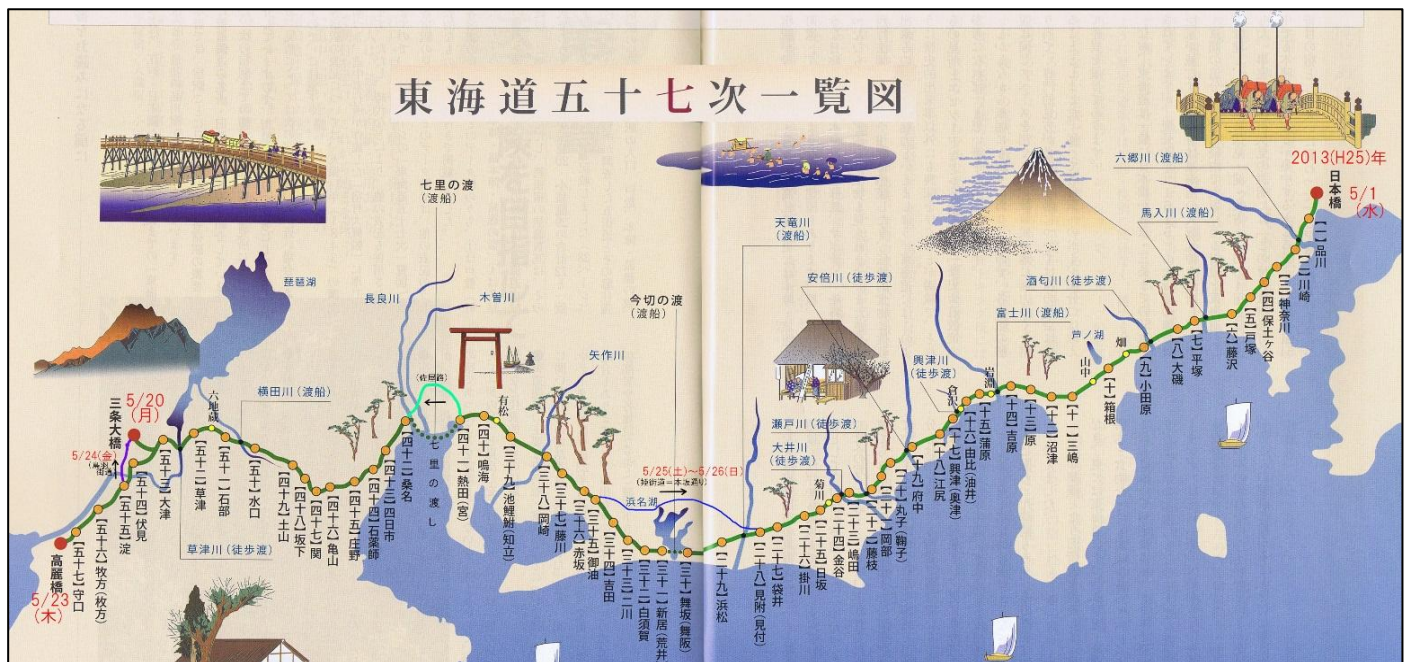 東海道五十七次一覧図
2013(H25)年
日本橋
5/1
(水)
六郷川(渡船)
馬入川(渡船)
酒匂川(徒歩渡)
芦ノ湖
畑
山中
富士川(渡船)
岩淵
興津川
(徒歩渡)
倉沢
安倍川(徒歩渡)
瀬戸川(徒歩渡)
大井川
(徒歩渡)
菊川
天竜川
(渡船)
今切の渡
(渡船)
5/25(土)～5/26(日)
浜名湖
矢作川
有松
七里の渡
(渡船)
木曽川
長良川
(佐屋路)
七里の渡し
横田川(渡船)
六地蔵
琵琶湖
草津川(徒歩渡)
5/20
(月)
三条大橋
5/24(金)
高麗橋
5/23
(木)
【一】品川
【二】川崎
【三】神奈川
【四】保土ヶ谷
【五】戸塚
【六】藤沢
【七】平塚
【八】大磯
【九】小田原
【十】箱根
【十一】三嶋
【十二】沼津
【十三】原
【十四】吉原
【十五】蒲原
【十六】由比(油井)
【十七】興津(奥津)
【十八】江尻
【十九】府中
【二十】丸子(鞠子)
【二十一】岡部
【二十二】藤枝
【二十三】嶋田
【二十四】金谷
【二十五】日坂
【二十六】掛川
【二十七】袋井
【二十八】見附(見付)
【二十九】浜松
【三十】舞坂(舞阪)
【三十一】新居(荒井
【三十二】白須賀
【三十三】二川
【三十四】吉田
【三十五】御油
【三十六】赤坂
【三十七】藤川
【三十八】岡崎
【三十九】池鯉鮒(知立)
【四十】鳴海
【四十一】熱田(宮)
【四十二】桑名
【四十三】四日市
【四十四】石薬師
【四十五】庄野
【四十六】亀山
【四十七】関
【四十八】坂下
【四十九】土山
【五十】水口
【五十一】石部
【五十二】草津
【五十三】大津
【五十四】伏見
【五十五】淀
【五十六】牧方(枚方)
【五十七】守口